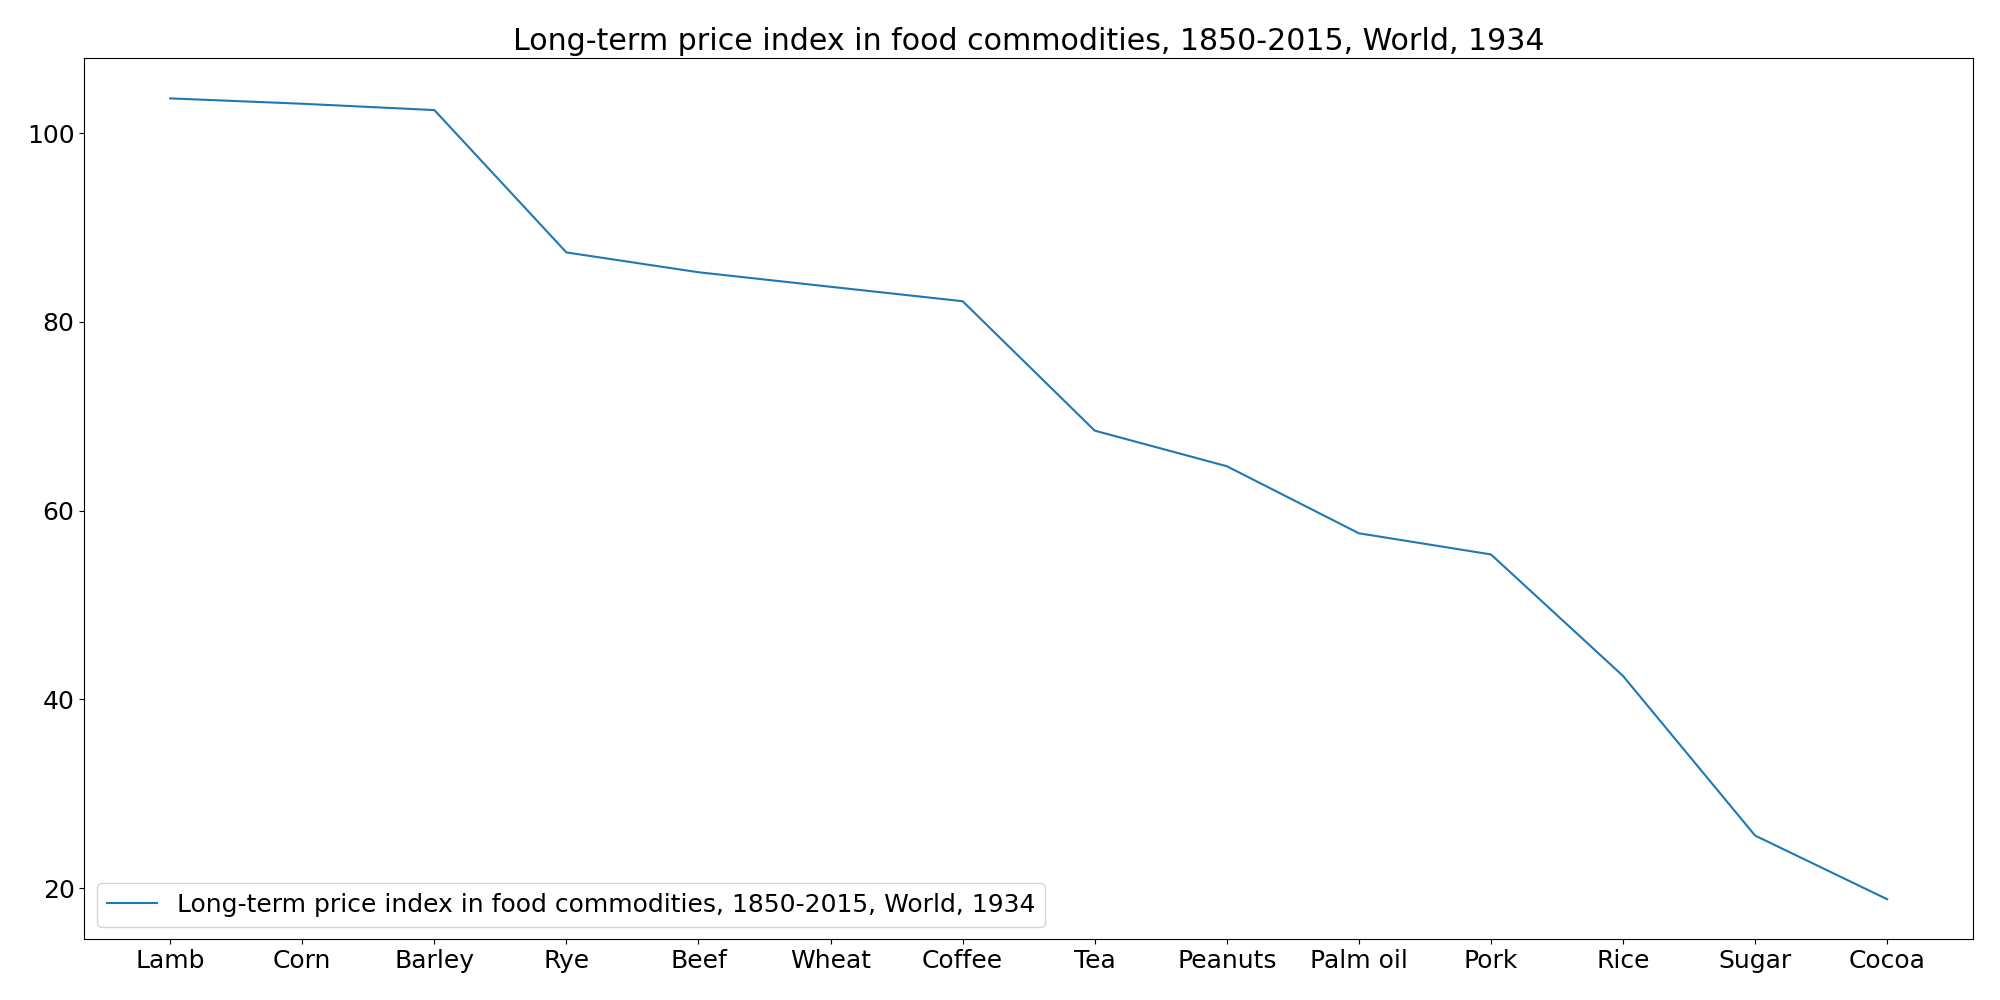 Long-term price index in food commodities, 1850-2015, World, 1934
100
80
60
40
20
Long-term price index in food commodities, 1850-2015, World, 1934
Lamb Corn Barley Rye Beef Wheat Coffee Tea Peanuts Palm oil Pork Rice Sugar Cocoa